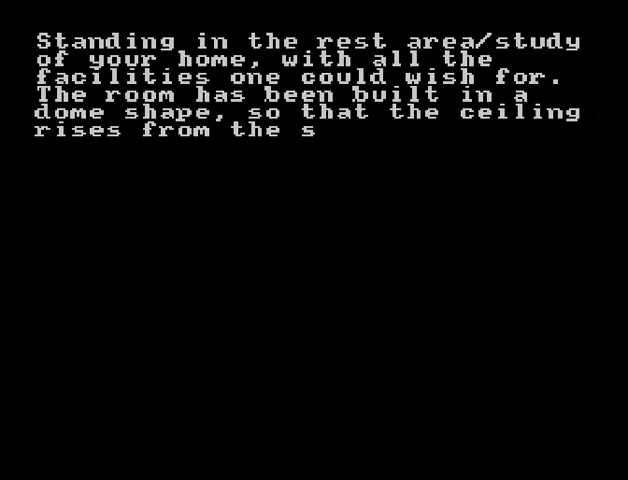 Standing in the rest area/study
of your home, with all the
facilities one could wish for.
The room has been built in a
dome shape, so that the ceiling
rises from the s